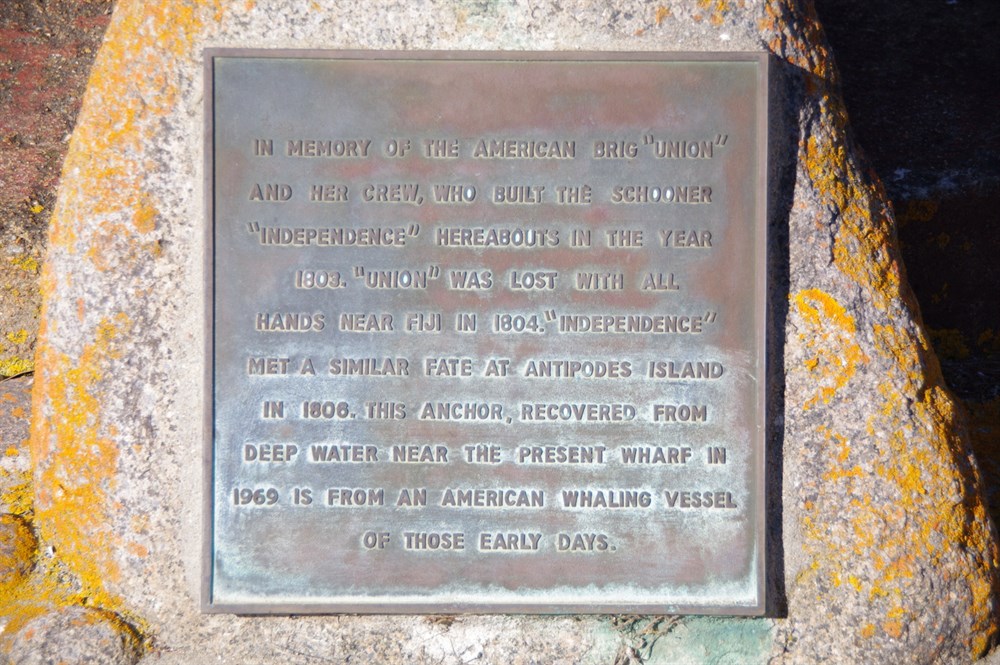 IN MEMORY OF THE AMERICAN BRIG "UNION"
AND HER CREW, WHO BUILT THE SCHOONER
"INDEPENDENCE" HEREABOUTS IN THE YEAR
1803. "UNION" WAS LOST WITH ALL
HANDS NEAR FIJI IN 1804. "INDEPENDENCE"
MET A SIMILAR FATE AT ANTIPODES ISLAND
IN 1806. THIS ANCHOR, RECOVERED FROM
DEEP WATER NEAR THE PRESENT WHARF IN
1969 IS FROM AN AMERICAN WHALING VESSEL
OF THOSE EARLY DAYS.